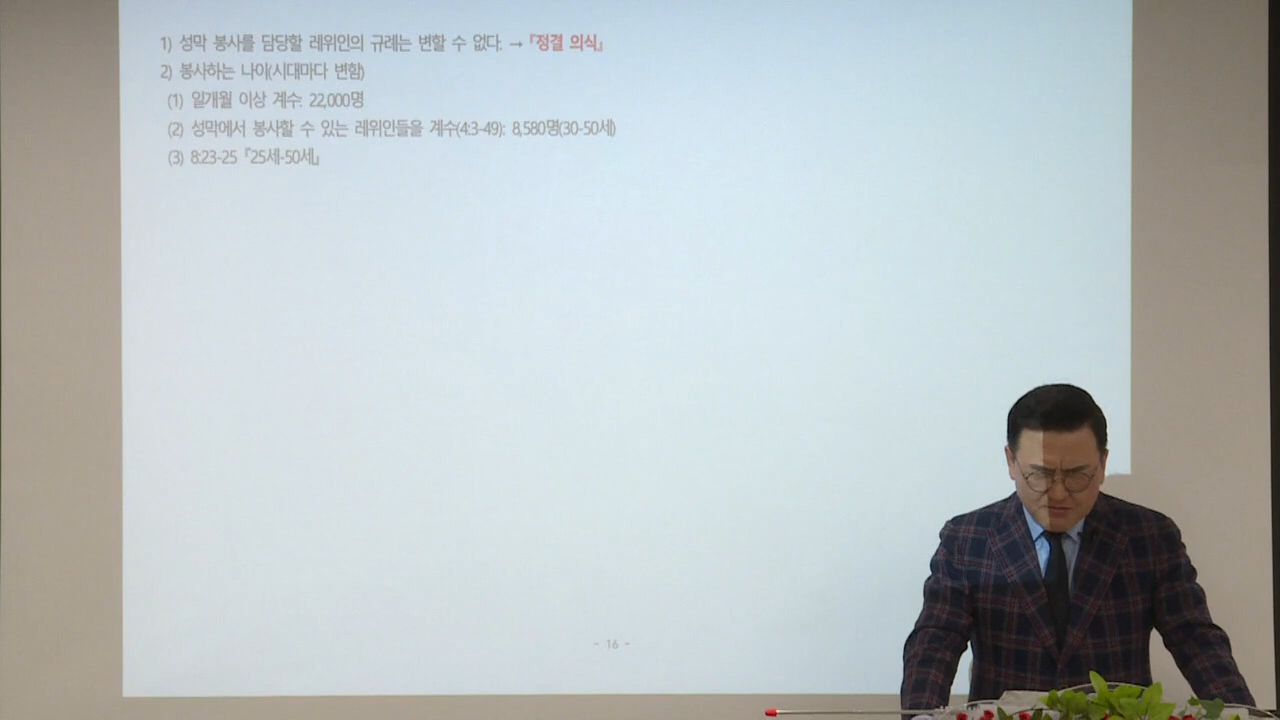 1) 성막 봉사를 담당할 레위인의 규례는 변할 수 없다. → 『정결 의식』
2) 봉사하는 나이(시대마다 변함)
(1) 일개월 이상 계수: 22,000명
(2) 성막에서 봉사할 수 있는 레위인들을 계수(4:3-49): 8,580명(30-50세)
(3) 8:23-25 『25세-50세』
- 16 -